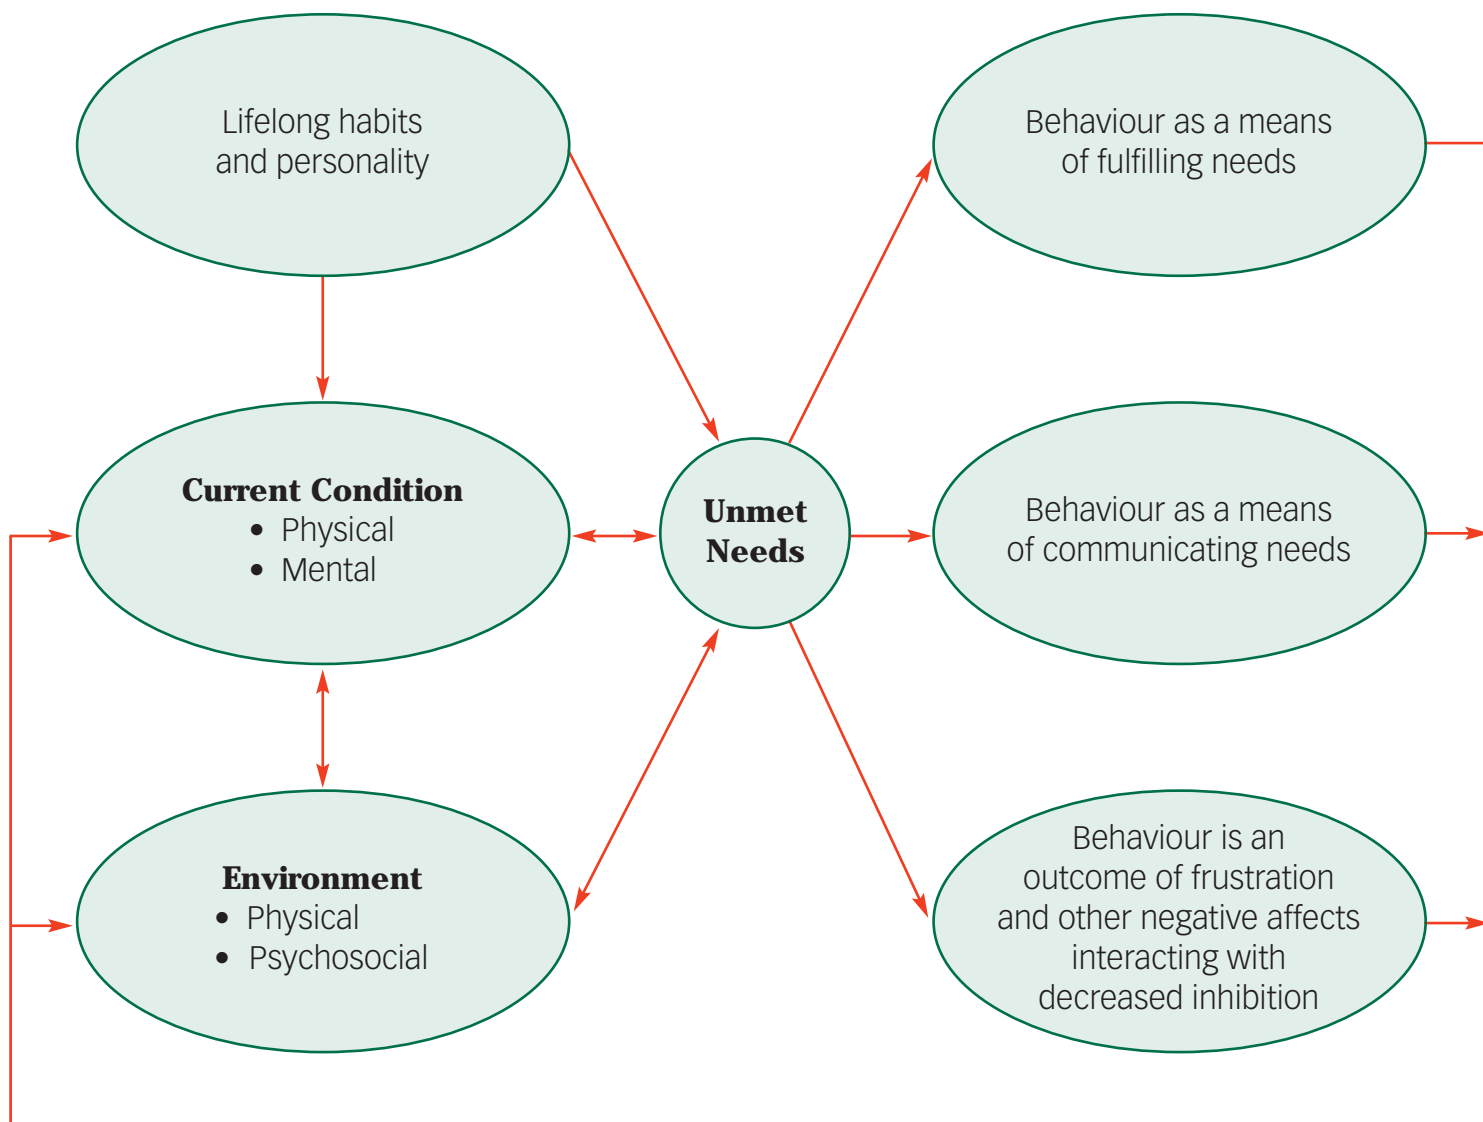 Lifelong habits
and personality
Behaviour as a means
of fulfilling needs
Current Condition
• Physical
• Mental
Unmet
Needs
Behaviour as a means
of communicating needs
Environment
• Physical
• Psychosocial
Behaviour is an
outcome of frustration
and other negative affects
interacting with
decreased inhibition